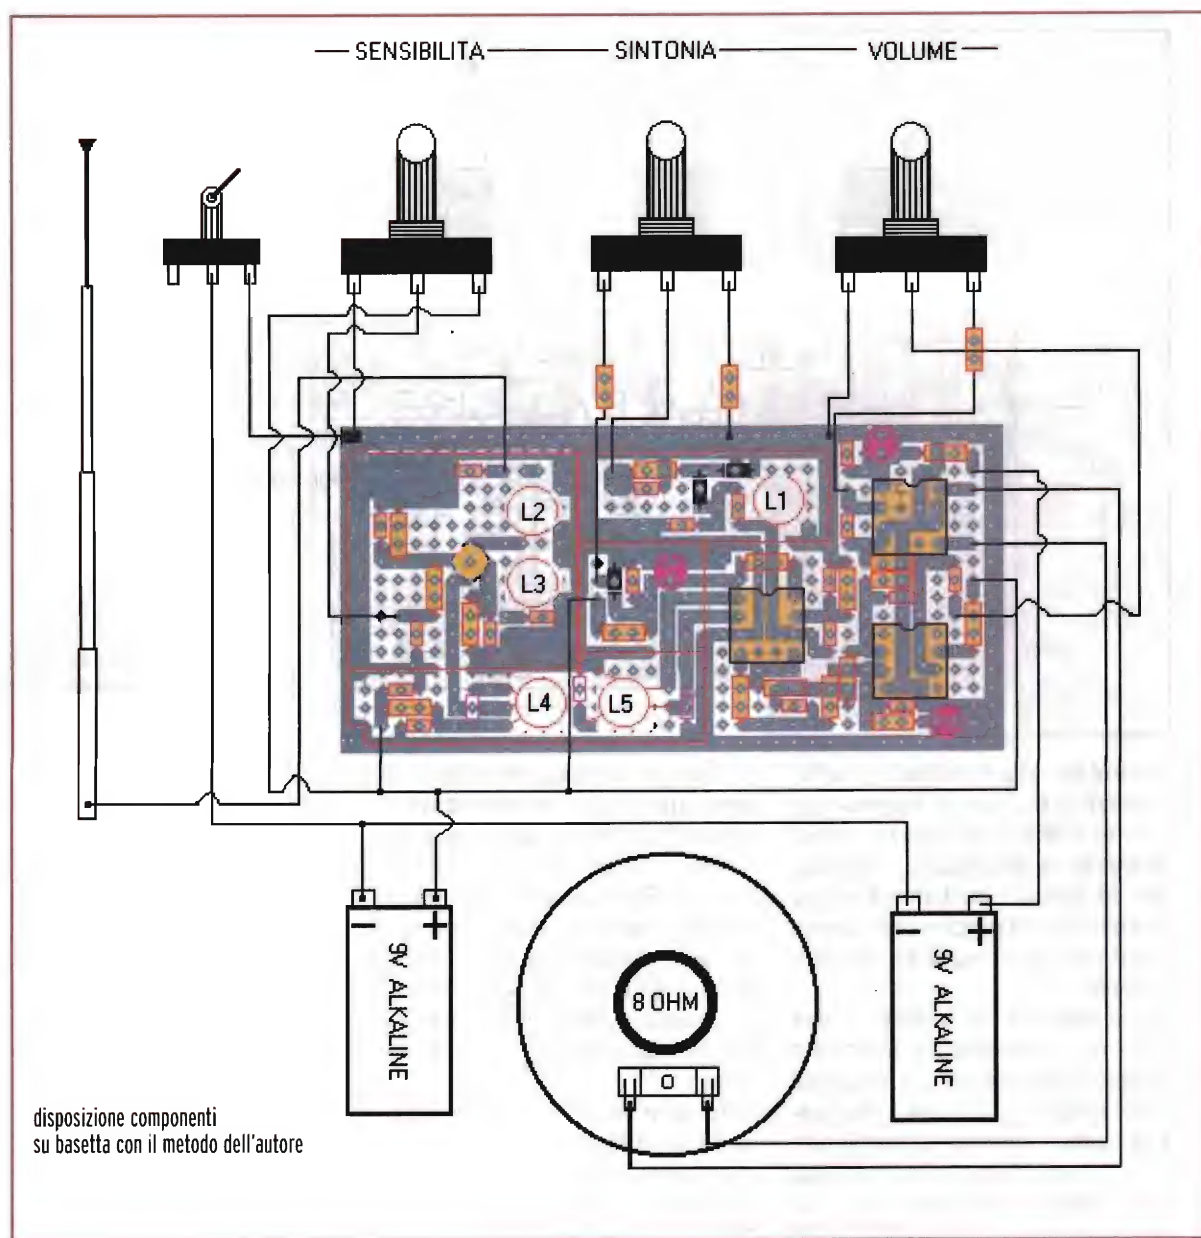 SENSIBILITA SINTONIA VOLUME
L2
L1
L3
L4
L5
- +
9V ALKALINE
8 OHM
O
- +
9V ALKALINE
disposizione componenti
su basetta con il metodo dell'autore